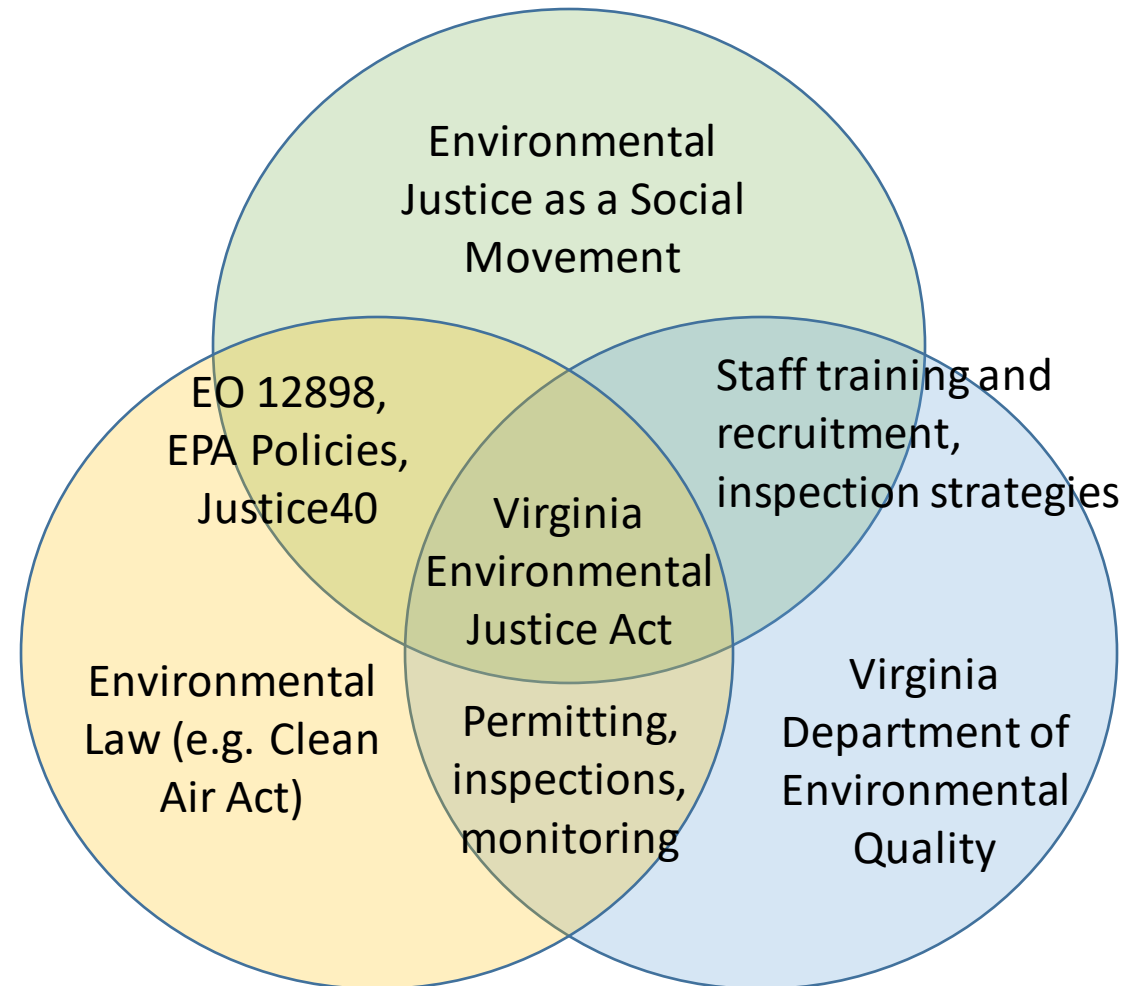 Environmental
Justice as a Social
Movement
EO 12898,
EPA Policies,
Justice40
Staff training and
recruitment,
inspection strategies
Virginia
Environmental
Justice Act
Environmental
Law (e.g. Clean
Air Act)
Permitting,
inspections,
monitoring
Virginia
Department of
Environmental
Quality